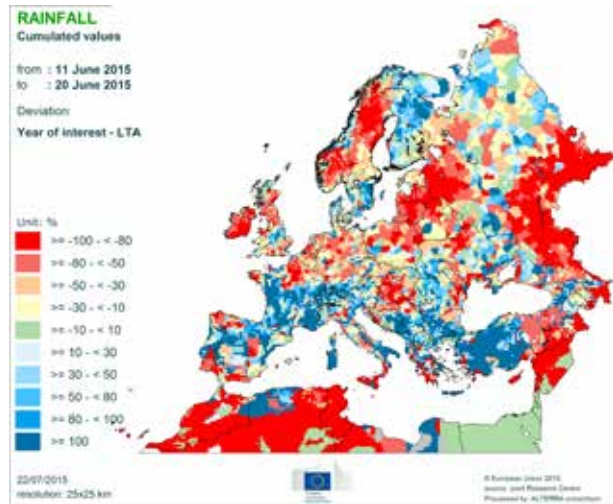 RAINFALL
Cumulated values
from : 11 June 2015
to : 20 June 2015
Deviation:
Year of interest - LTA
Unit: %
>= -100 - < -80
>= -80 - < -50
>= -50 - < -30
>= -30 - < -10
>= -10 - < 10
>= 10 - < 30
>= 30 - < 50
>= 50 - < 80
>= 80 - < 100
>= 100
22/07/2015
resolution: 25x25 km
© European Union 2015
source: Joint Research Centre
Processed by: ALTERRA consortium